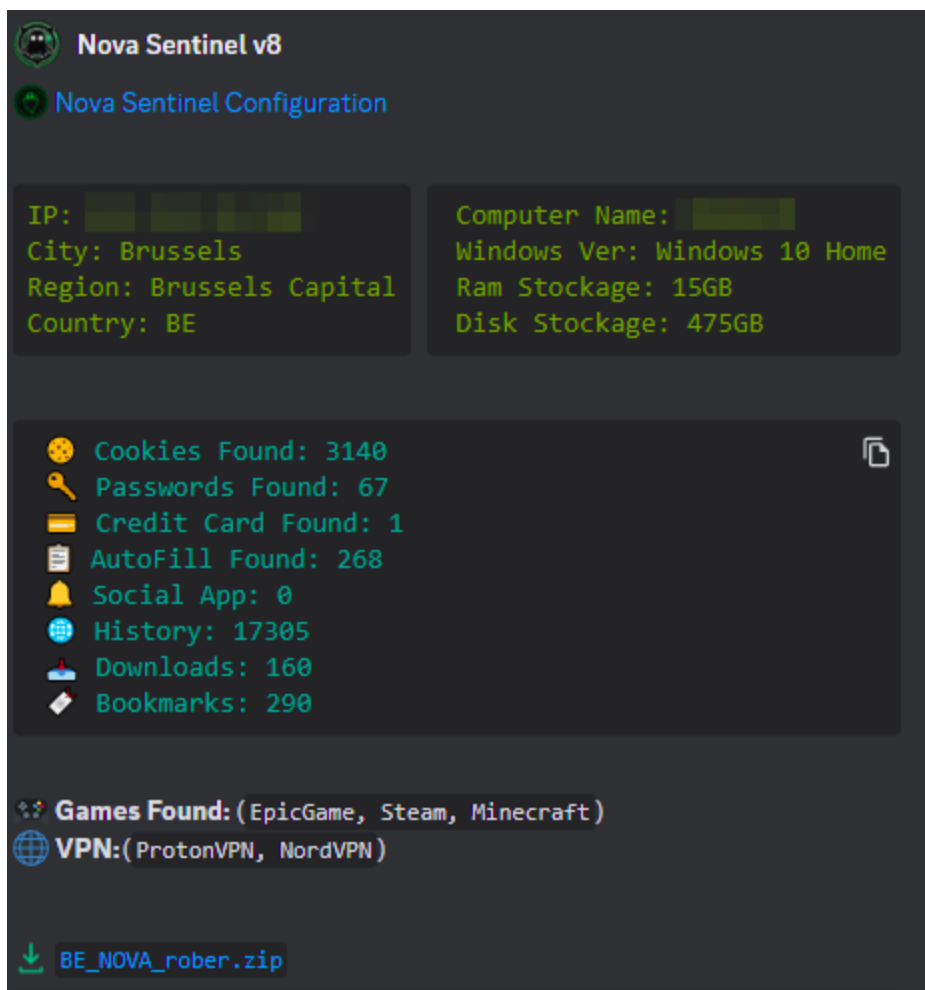 Nova Sentinel v8
Nova Sentinel Configuration
IP:
City: Brussels
Region: Brussels Capital
Country: BE
Computer Name:
Windows Ver: Windows 10 Home
Ram Stockage: 15GB
Disk Stockage: 475GB
Cookies Found: 3140
Passwords Found: 67
Credit Card Found: 1
AutoFill Found: 268
Social App: 0
History: 17305
Downloads: 160
Bookmarks: 290
Games Found: (EpicGame, Steam, Minecraft)
VPN:(ProtonVPN, NordVPN)
BE_NOVA_rober.zip